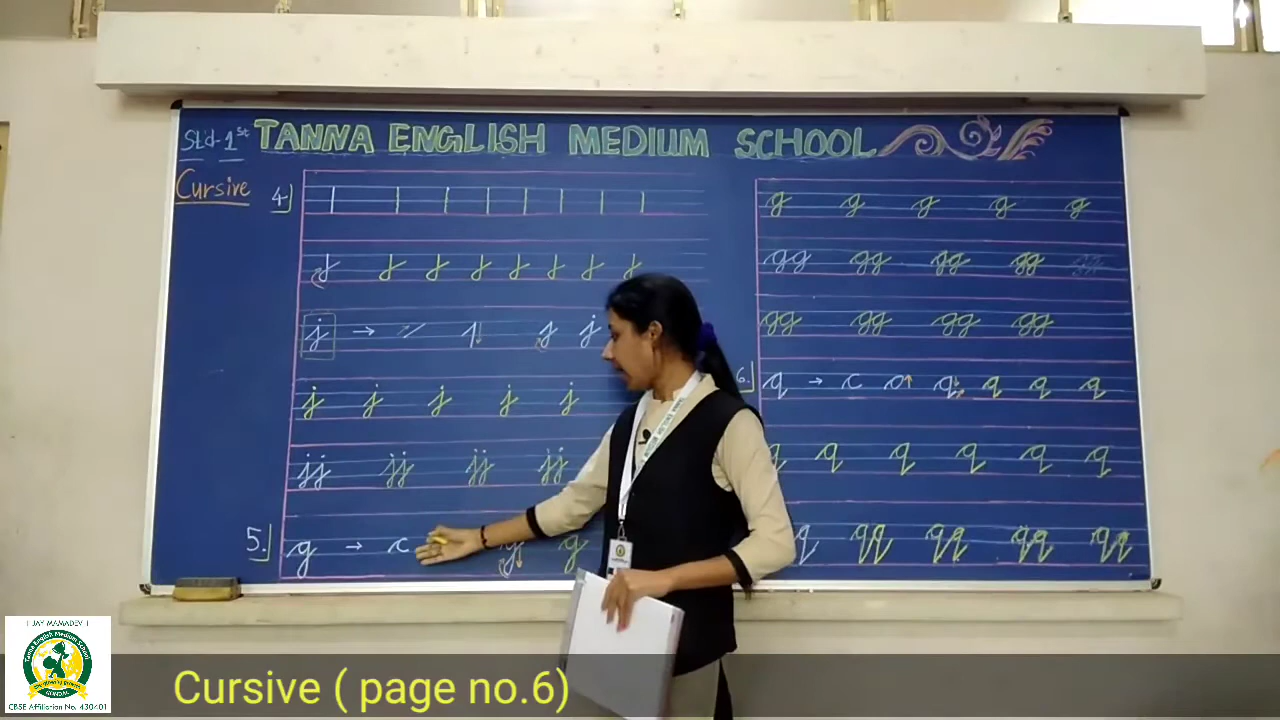 Std-1st TANNA ENGLISH MEDIUM SCHOOL
Cursive
4]
j → j j
j j j j j
jj jj jj jj
5.] g → c g g
g g g g g
gg gg gg gg gg
gg gg gg gg
6.] q → c q q q q
q q q q q q
q qq qq qq qq
|| JAY MAMADEV ||
Tanna English Medium School
GONDAL
CBSE Affiliation No. 430401
Cursive ( page no.6)